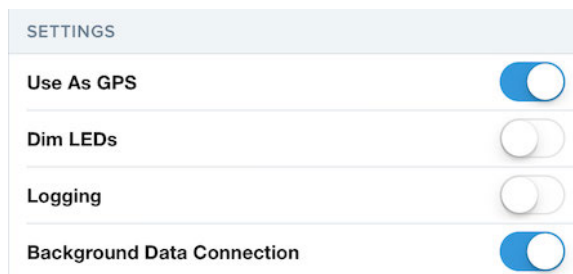 SETTINGS
Use As GPS
Dim LEDs
Logging
Background Data Connection